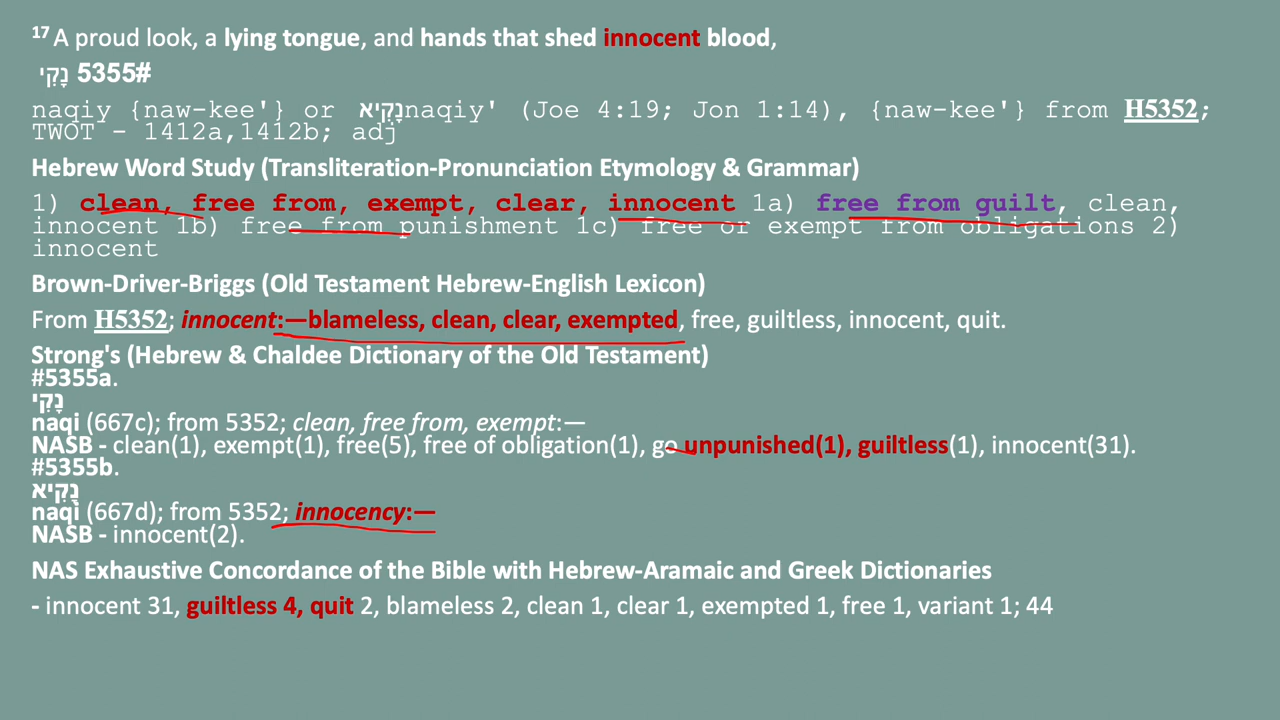 17 A proud look, a lying tongue, and hands that shed innocent blood,
נָקִי 5355#
naqiy {naw-kee'} or נָקִיאnaqiy' (Joe 4:19; Jon 1:14), {naw-kee'} from H5352;
TWOT - 1412a,1412b; adj
Hebrew Word Study (Transliteration-Pronunciation Etymology & Grammar)
1) clean, free from, exempt, clear, innocent 1a) free from guilt, clean,
innocent 1b) free from punishment 1c) free or exempt from obligations 2)
innocent
Brown-Driver-Briggs (Old Testament Hebrew-English Lexicon)
From H5352; innocent:—blameless, clean, clear, exempted, free, guiltless, innocent, quit.
Strong's (Hebrew & Chaldee Dictionary of the Old Testament)
#5355a.
נָקִי
naqi (667c); from 5352; clean, free from, exempt:—
NASB - clean(1), exempt(1), free(5), free of obligation(1), go unpunished(1), guiltless(1), innocent(31).
#5355b.
נָקִיא
naqi (667d); from 5352; innocency:—
NASB - innocent(2).
NAS Exhaustive Concordance of the Bible with Hebrew-Aramaic and Greek Dictionaries
- innocent 31, guiltless 4, quit 2, blameless 2, clean 1, clear 1, exempted 1, free 1, variant 1; 44